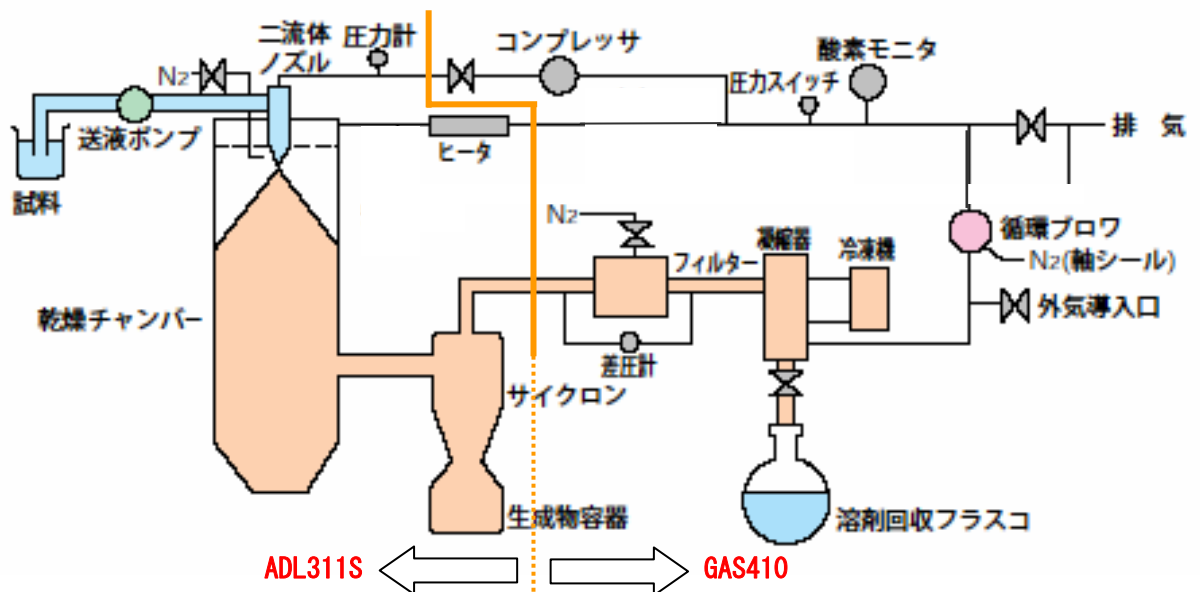 二流体
ノズル
圧力計
コンプレッサ
酸素モニタ
N2
圧力スイッチ
送液ポンプ
ヒータ
排 気
試料
N2
循環ブロワ
凝縮器
冷凍機
フィルター
N2(軸シール)
乾燥チャンバー
外気導入口
差圧計
サイクロン
生成物容器
溶剤回収フラスコ
ADL311S
GAS410